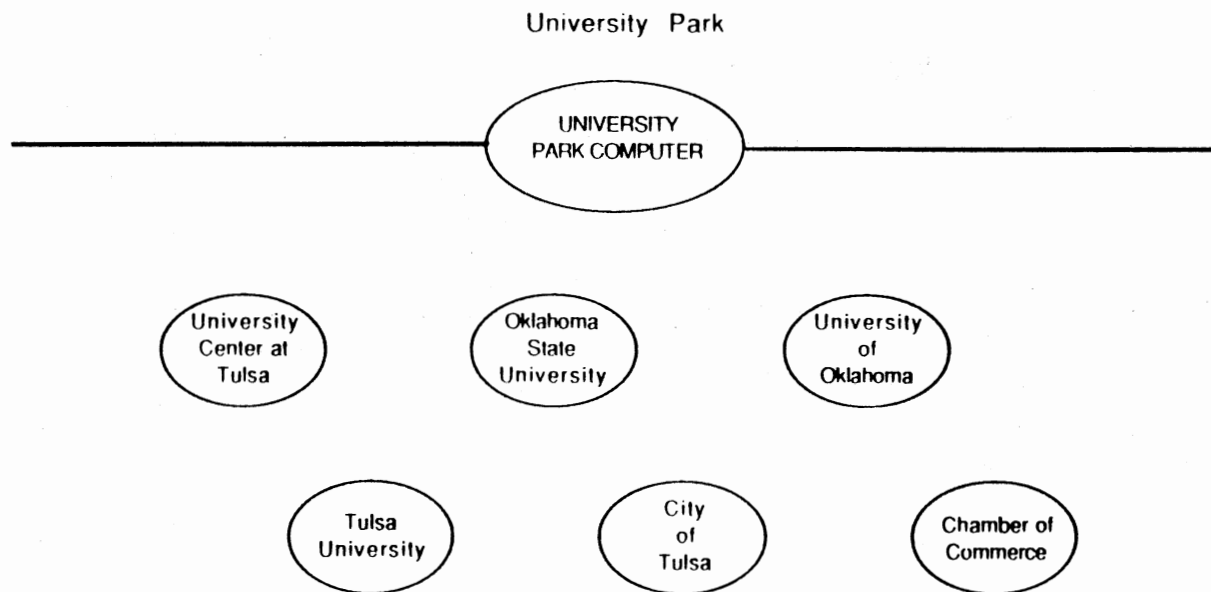 University Park
UNIVERSITY
PARK COMPUTER
University
Center at
Tulsa
Oklahoma
State
University
University
of
Oklahoma
Tulsa
University
City
of
Tulsa
Chamber of
Commerce